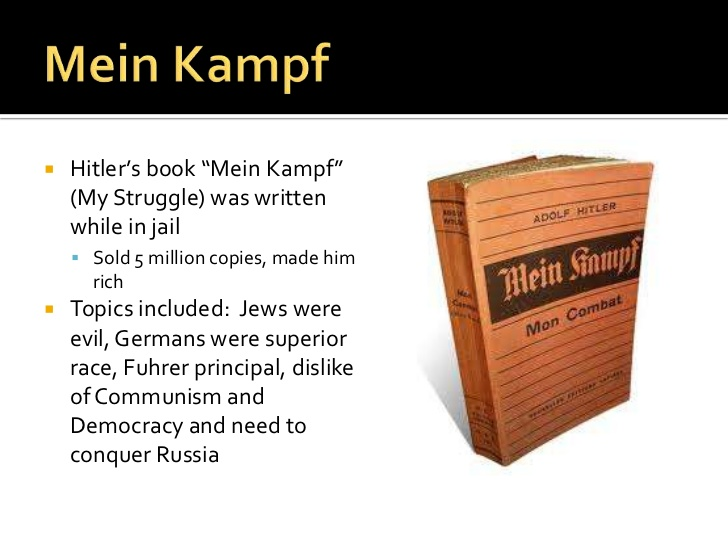 Mein Kampf
Hitler’s book “Mein Kampf”
(My Struggle) was written
while in jail
Sold 5 million copies, made him
rich
Topics included: Jews were
evil, Germans were superior
race, Fuhrer principal, dislike
of Communism and
Democracy and need to
conquer Russia
ADOLF HITLER
Mein Kampf
Mon Combat